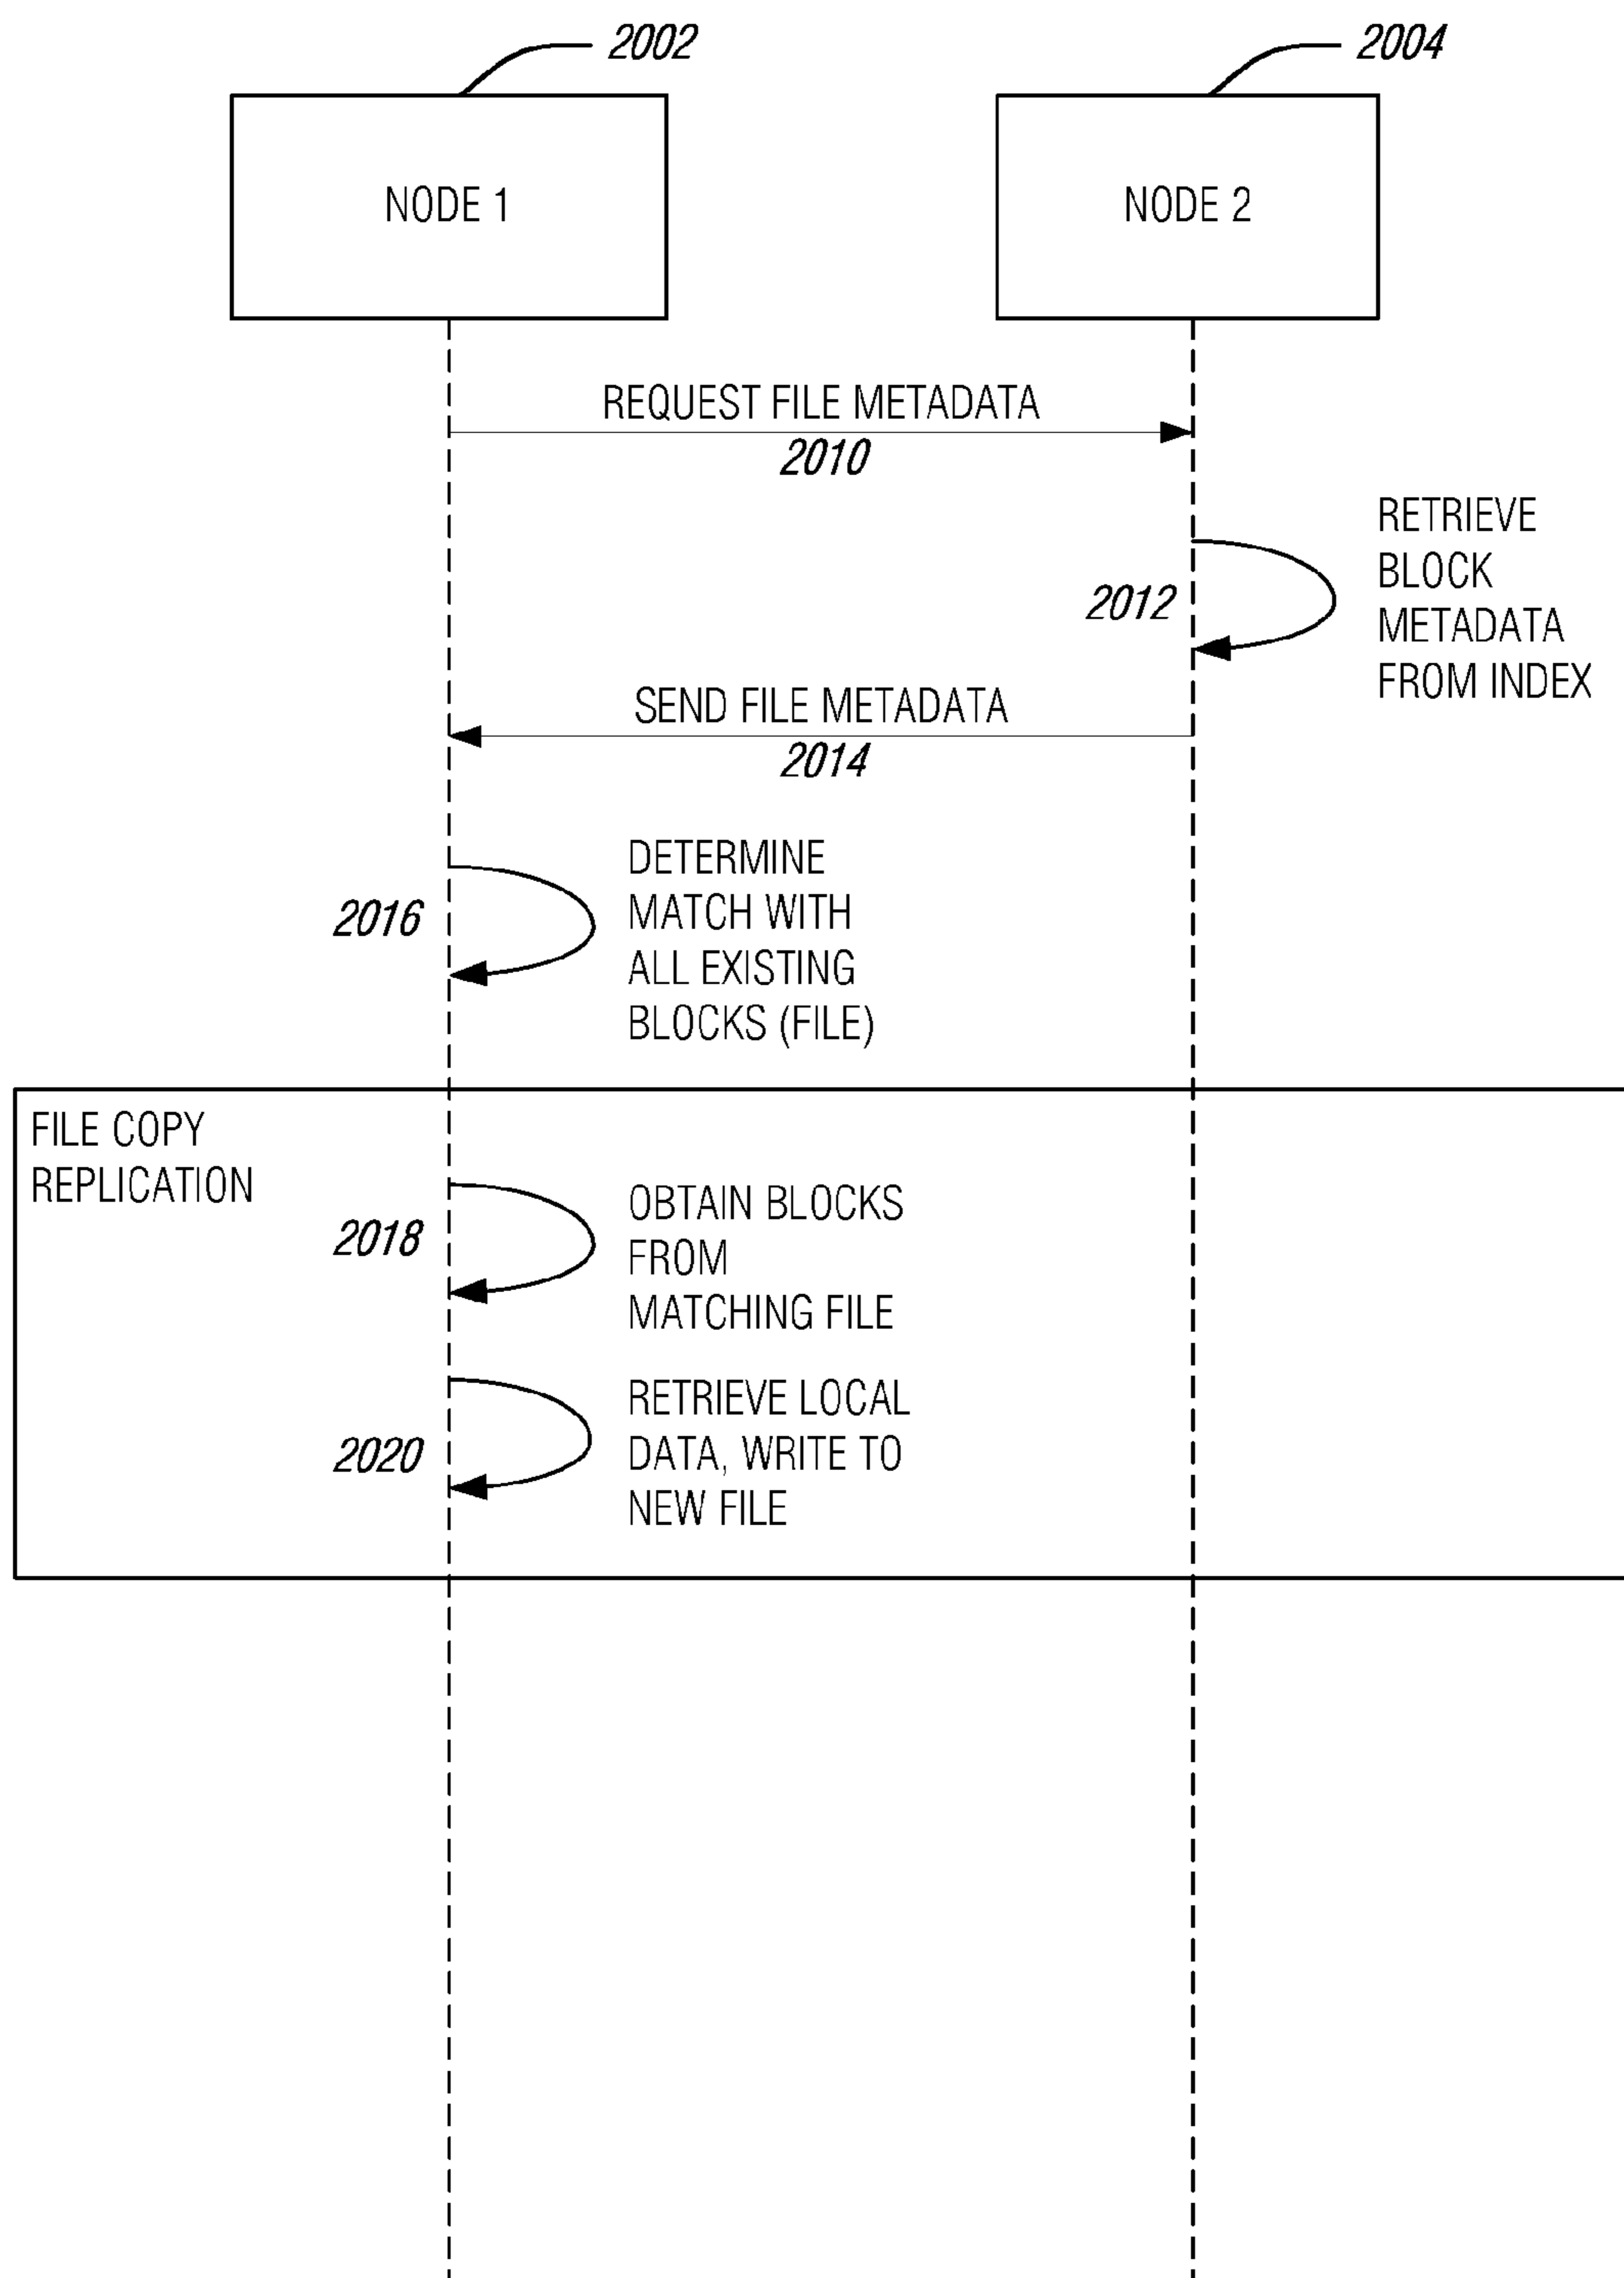 2002
2004
NODE 1
NODE 2
REQUEST FILE METADATA
2010
RETRIEVE
BLOCK
METADATA
FROM INDEX
2012
SEND FILE METADATA
2014
DETERMINE
MATCH WITH
ALL EXISTING
BLOCKS (FILE)
2016
FILE COPY
REPLICATION
OBTAIN BLOCKS
FROM
MATCHING FILE
2018
RETRIEVE LOCAL
DATA, WRITE TO
NEW FILE
2020